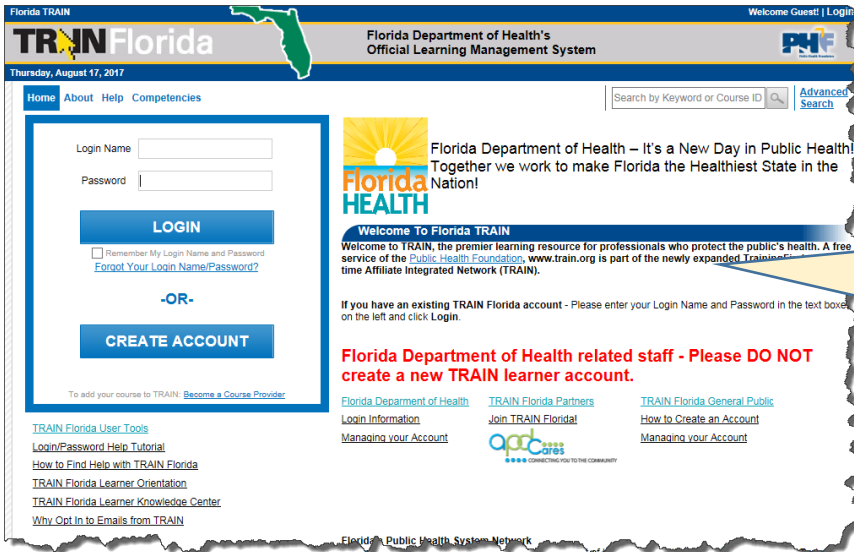 Florida TRAIN
Welcome Guest! | Login
TRAIN Florida
Florida Department of Health's
Official Learning Management System
PHF
Thursday, August 17, 2017
Home About Help Competencies
Search by Keyword or Course ID
Advanced
Search
Login Name
Password
LOGIN
Remember My Login Name and Password
Forgot Your Login Name/Password?
-OR-
CREATE ACCOUNT
To add your course to TRAIN: Become a Course Provider
TRAIN Florida User Tools
Login/Password Help Tutorial
How to Find Help with TRAIN Florida
TRAIN Florida Learner Orientation
TRAIN Florida Learner Knowledge Center
Why Opt In to Emails from TRAIN
Florida
HEALTH
Florida Department of Health – It's a New Day in Public Health!
Together we work to make Florida the Healthiest State in the
Nation!
Welcome To Florida TRAIN
Welcome to TRAIN, the premier learning resource for professionals who protect the public's health. A free
service of the Public Health Foundation, www.train.org is part of the newly expanded
time Affiliate Integrated Network (TRAIN).
If you have an existing TRAIN Florida account - Please enter your Login Name and Password in the text boxes
on the left and click Login.
Florida Department of Health related staff - Please DO NOT
create a new TRAIN learner account.
Florida Department of Health
Login Information
Managing your Account
TRAIN Florida Partners
Join TRAIN Florida!
apd Cares
CONNECTING YOU TO THE COMMUNITY
TRAIN Florida General Public
How to Create an Account
Managing your Account
Florida's Public Health System Network